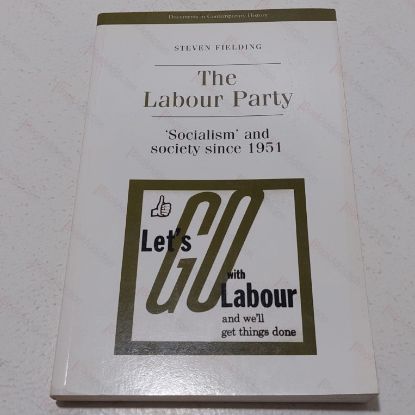 Documents in Contemporary History
STEVEN FIELDING
The
Labour Party
‘Socialism’ and
society since 1951
Let's
GO
with
Labour
and we'll
get things done